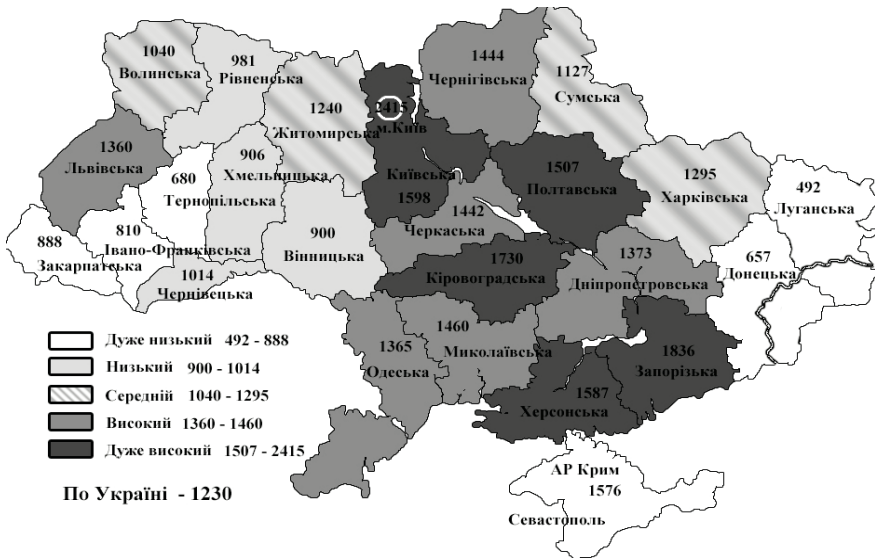 1040
Волинська
981
Рівненська
1240
Житомирська
2415
м.Київ
1444
Чернігівська
1127
Сумська
1360
Львівська
680
Тернопільська
906
Хмельницька
Київська
1598
1507
Полтавська
1295
Харківська
492
Луганська
888
Закарпатська
810
Івано-Франківська
1014
Чернівецька
900
Вінницька
1442
Черкаська
1730
Кіровоградська
1373
Дніпропетровська
657
Донецька
1365
Одеська
1460
Миколаївська
1587
Херсонська
1836
Запорізька
АР Крим
1576
Севастополь
Дуже низький 492 - 888
Низький 900 - 1014
Середній 1040 - 1295
Високий 1360 - 1460
Дуже високий 1507 - 2415
По Україні - 1230